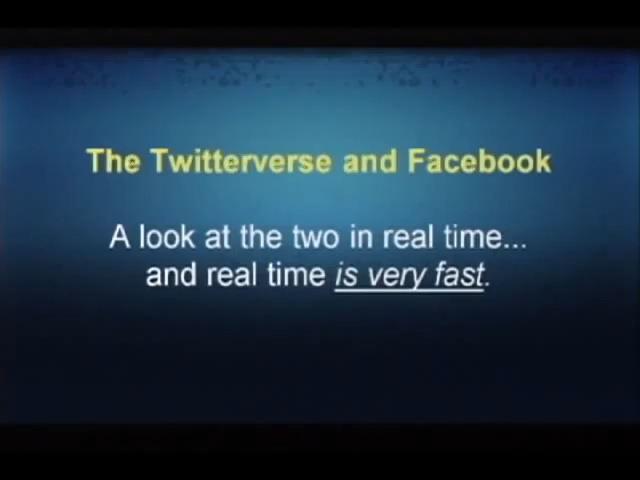 The Twitterverse and Facebook
A look at the two in real time...
and real time is very fast.